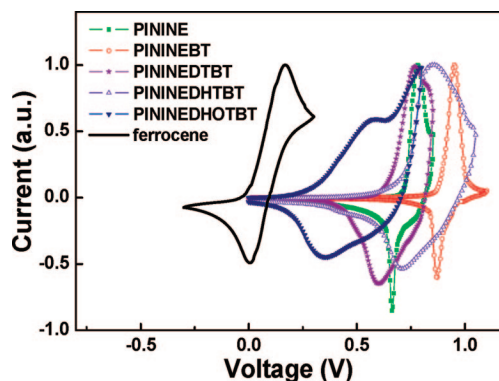 PININE
PININEBT
PININEDTBT
PININEDHTBT
PININEDHOTBT
ferrocene
Current (a.u.)
1.0
0.5
0.0
-0.5
-1.0
-0.5 0.0 0.5 1.0
Voltage (V)